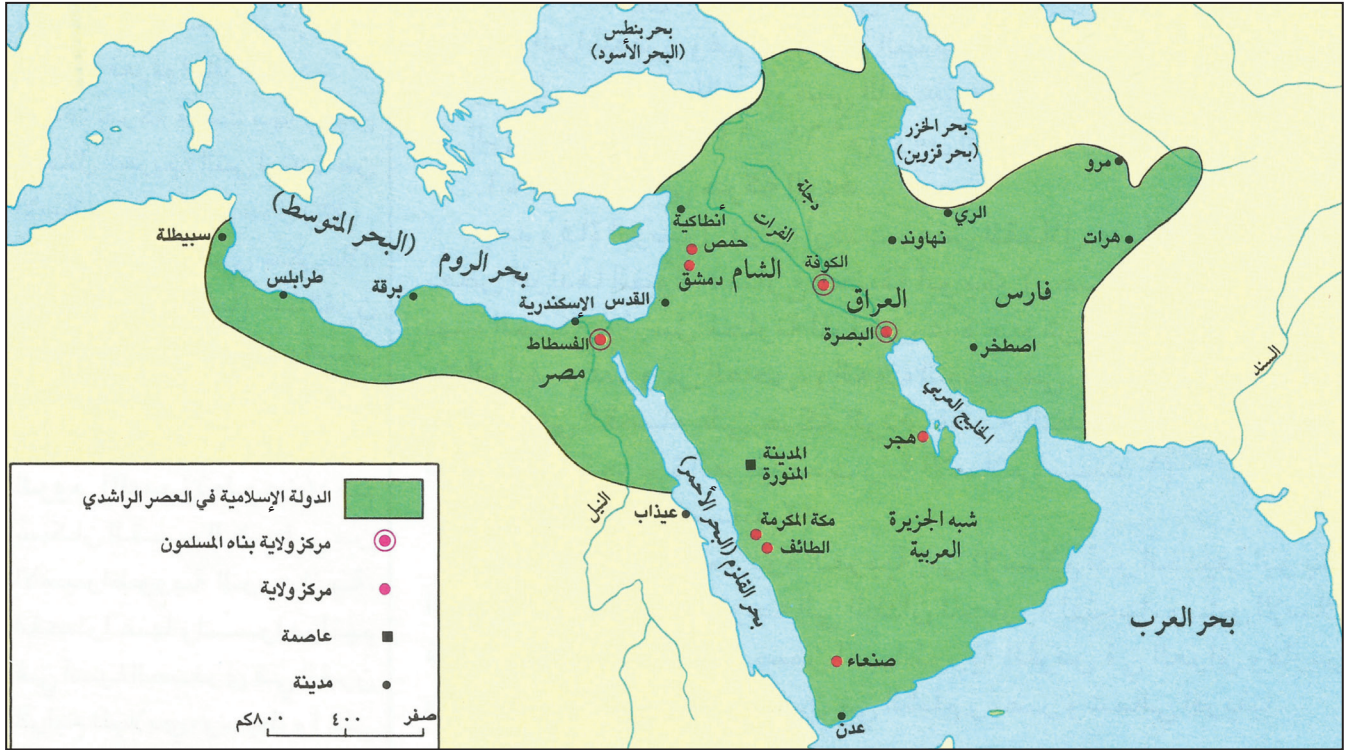 بحر بنطس
(البحر الأسود)
بحر الخزر
(بحر قزوين)
مرو
الري
نهاوند
هرات
دجلة
الفرات
أنطاكية
حمص
دمشق
الشام
الكوفة
العراق
فارس
البصرة
اصطخر
السند
سبيطلة
(البحر المتوسط)
بحر الروم
طرابلس
برقة
الإسكندرية
القدس
الفسطاط
مصر
الخليج العربي
هجر
المدينة
المنورة
مكة المكرمة
الطائف
شبه الجزيرة
العربية
بحر القلزم (البحر الأحمر)
عيذاب
النيل
صنعاء
عدن
بحر العرب
الدولة الإسلامية في العصر الراشدي
مركز ولاية بناه المسلمون
مركز ولاية
عاصمة
مدينة
صفر ٤٠٠ ٨٠٠كم